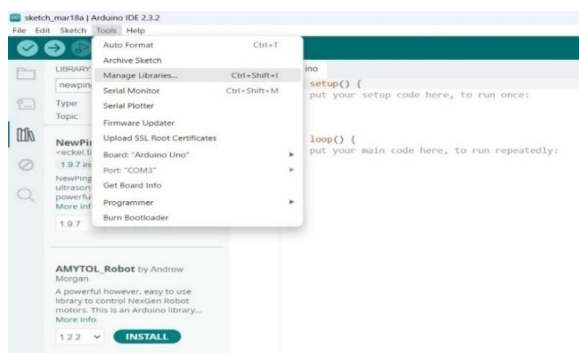 sketch_mar18a | Arduino IDE 2.3.2
File Edit Sketch Tools Help
Auto Format Ctrl+T
Archive Sketch
Manage Libraries... Ctrl+Shift+I
Serial Monitor Ctrl+Shift+M
Serial Plotter
Firmware Updater
Upload SSL Root Certificates
Board: "Arduino Uno"
Port: "COM3"
Get Board Info
Programmer
Burn Bootloader
LIBRARY
newpin
Type:
Topic:
NewPi
1.9.7 in
NewPing
ultrason
powerfu
More inf
1.9.7
AMYTOL_Robot by Andrew
Morgan
A powerful however, easy to use
library to control NexGen Robot
motors. This is an Arduino library...
More info
1.2.2 INSTALL
ino
setup() {
put your setup code here, to run once:
loop() {
put your main code here, to run repeatedly: